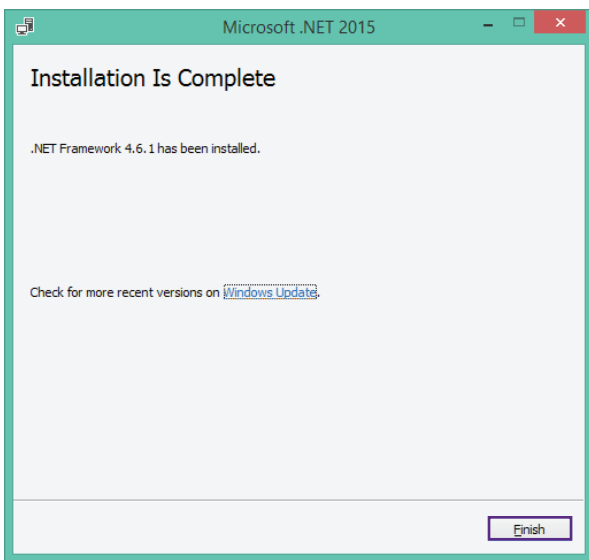 Microsoft .NET 2015
Installation Is Complete
.NET Framework 4.6.1 has been installed.
Check for more recent versions on Windows Update.
Finish